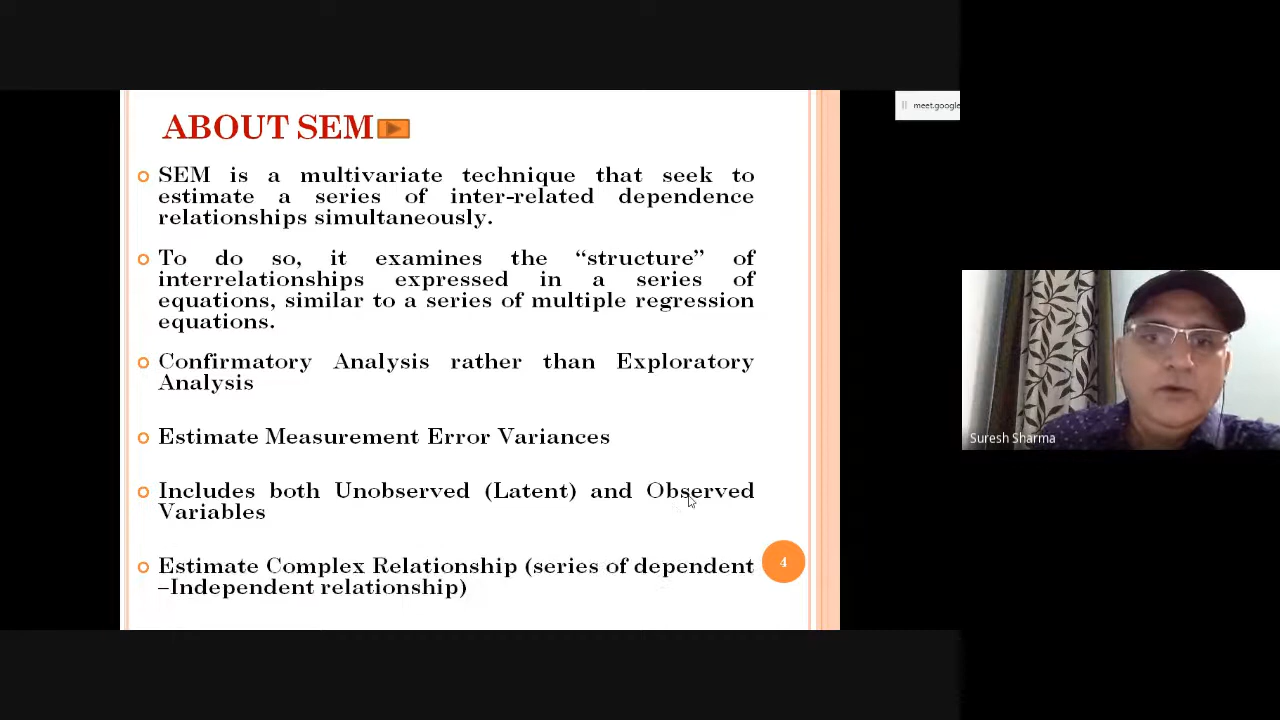 ABOUT SEM
SEM is a multivariate technique that seek to
estimate a series of inter-related dependence
relationships simultaneously.
To do so, it examines the “structure” of
interrelationships expressed in a series of
equations, similar to a series of multiple regression
equations.
Confirmatory Analysis rather than Exploratory
Analysis
Estimate Measurement Error Variances
Includes both Unobserved (Latent) and Observed
Variables
Estimate Complex Relationship (series of dependent
–Independent relationship)
4
meet.google
Suresh Sharma